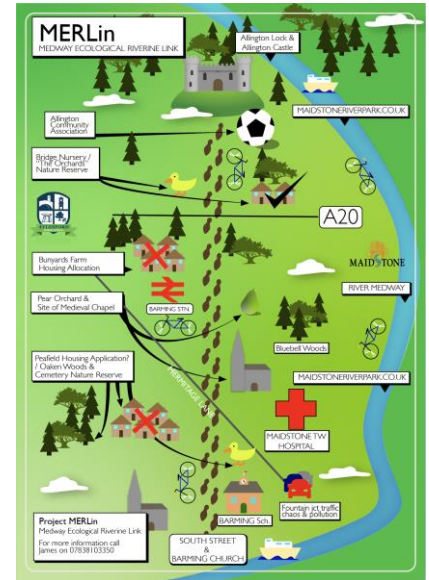 MERLin
MEDWAY ECOLOGICAL RIVERINE LINK
Allington Lock &
Allington Castle
MAIDSTONERIVERPARK.CO.UK
Allington
Community
Association
Bridge Nursery /
'The Orchards'
Nature Reserve
A20
Bunyards Farm
Housing Allocation
MAIDSTONE
BARMING STN.
RIVER MEDWAY
Pear Orchard &
Site of Medieval Chapel
Bluebell Woods
Peafield Housing Application?
/ Oaken Woods &
Cemetery Nature Reserve
HERMITAGE LANE
MAIDSTONERIVERPARK.CO.UK
MAIDSTONE TW
HOSPITAL
BARMING Sch.
Fountain jct traffic
chaos & pollution
Project MERLin
Medway Ecological Riverine Link.
For more information call
James on 07838103350
SOUTH STREET
&
BARMING CHURCH